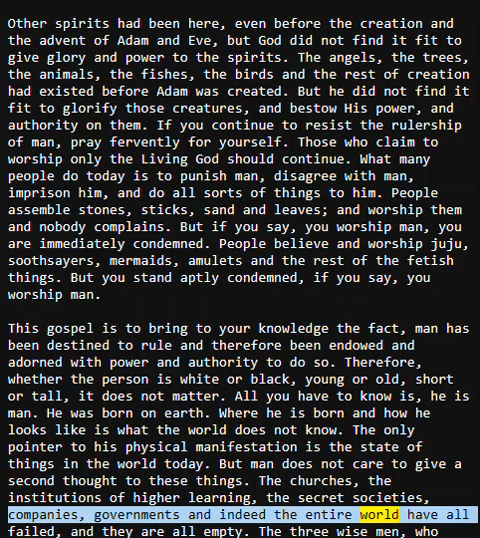 Other spirits had been here, even before the creation and
the advent of Adam and Eve, but God did not find it fit to
give glory and power to the spirits. The angels, the trees,
the animals, the fishes, the birds and the rest of creation
had existed before Adam was created. But he did not find it
fit to glorify those creatures, and bestow His power, and
authority on them. If you continue to resist the rulership
of man, pray fervently for yourself. Those who claim to
worship only the Living God should continue. What many
people do today is to punish man, disagree with man,
imprison him, and do all sorts of things to him. People
assemble stones, sticks, sand and leaves; and worship them
and nobody complains. But if you say, you worship man, you
are immediately condemned. People believe and worship juju,
soothsayers, mermaids, amulets and the rest of the fetish
things. But you stand aptly condemned, if you say, you
worship man.
This gospel is to bring to your knowledge the fact, man has
been destined to rule and therefore been endowed and
adorned with power and authority to do so. Therefore,
whether the person is white or black, young or old, short
or tall, it does not matter. All you have to know is, he is
man. He was born on earth. Where he is born and how he
looks like is what the world does not know. The only
pointer to his physical manifestation is the state of
things in the world today. But man does not care to give a
second thought to these things. The churches, the
institutions of higher learning, the secret societies,
companies, governments and indeed the entire world have all
failed, and they are all empty. The three wise men, who